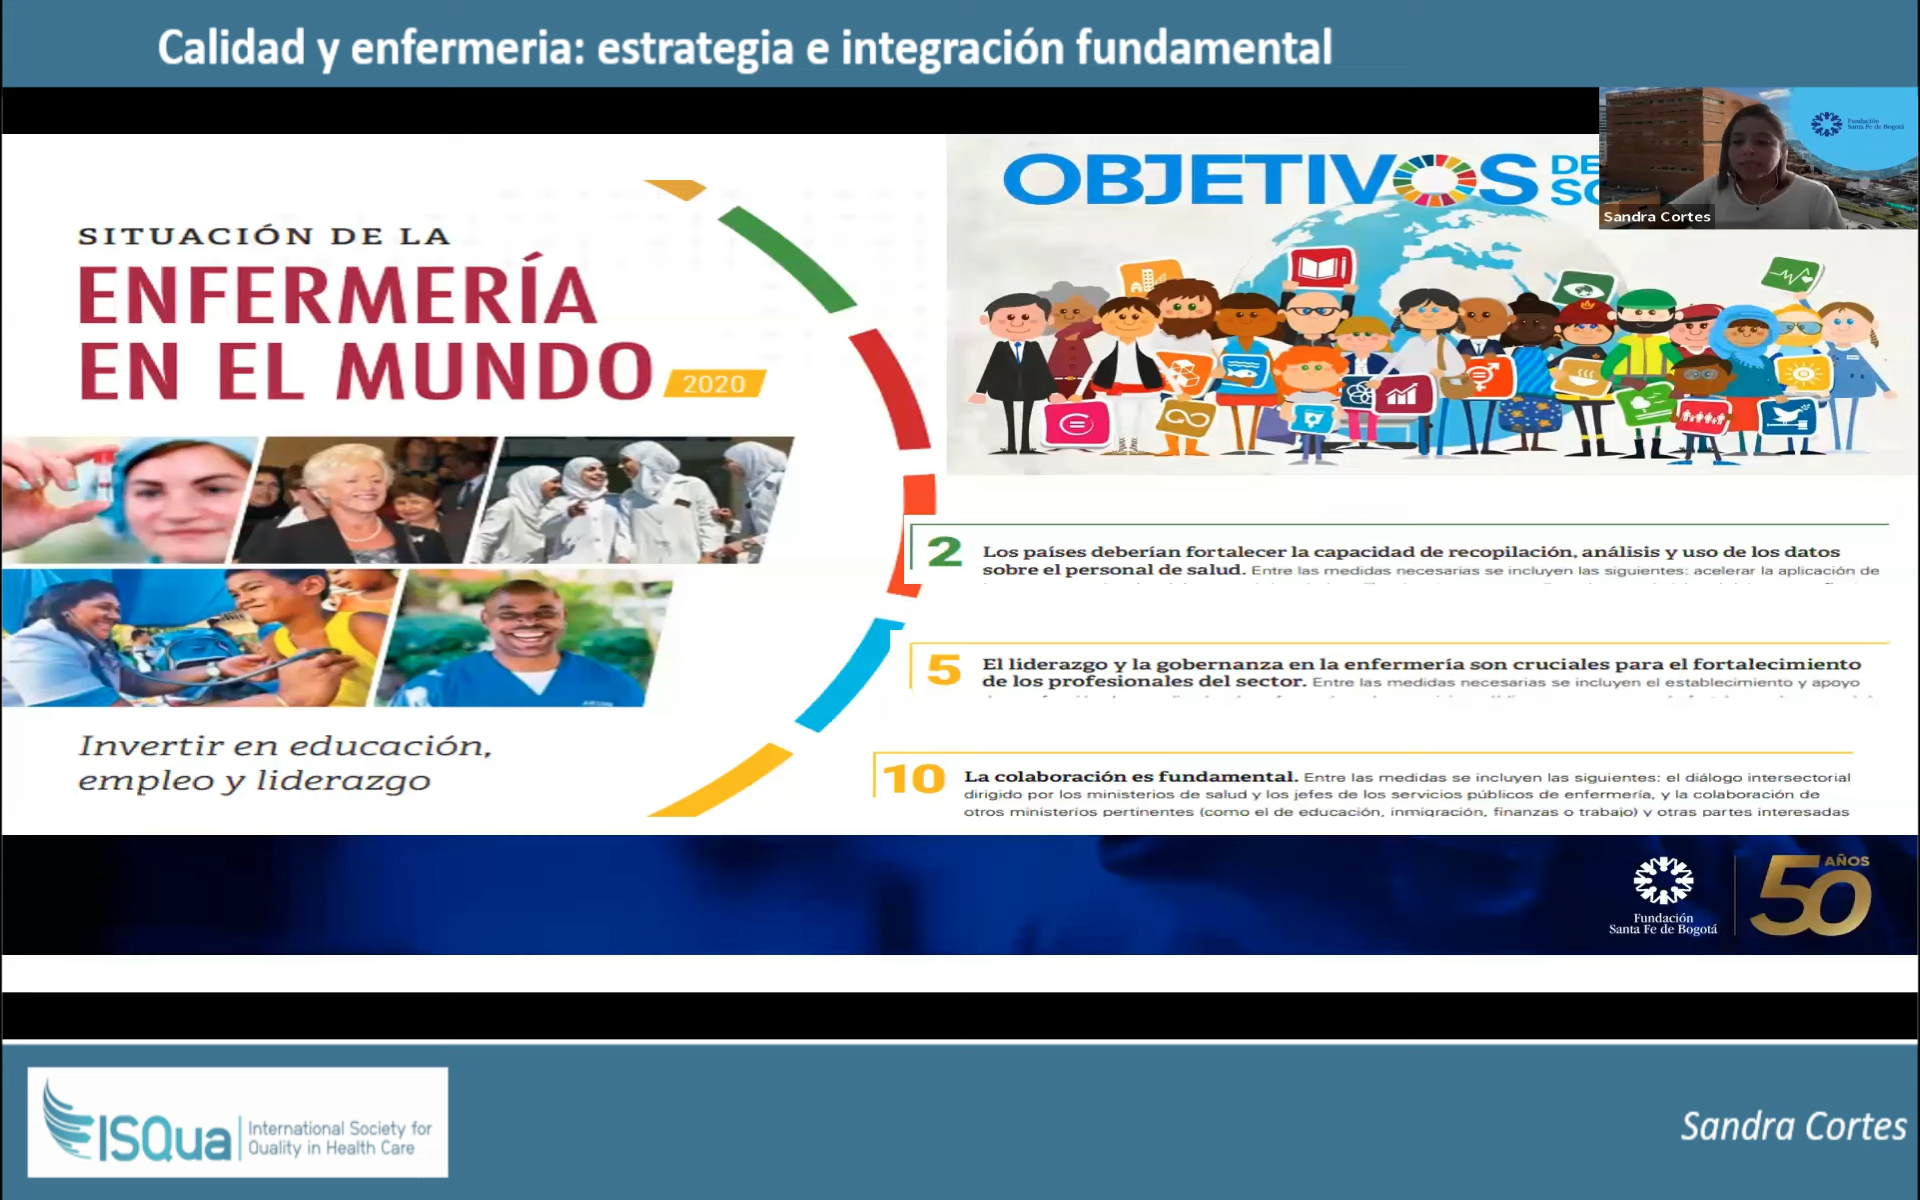 Calidad y enfermeria: estrategia e integración fundamental
Fundación
Santa Fe de Bogotá
Sandra Cortes
SITUACIÓN DE LA
ENFERMERÍA
EN EL MUNDO
2020
Invertir en educación,
empleo y liderazgo
OBJETIVOS DE
2 Los países deberían fortalecer la capacidad de recopilación, análisis y uso de los datos
sobre el personal de salud. Entre las medidas necesarias se incluyen las siguientes: acelerar la aplicación de
5 El liderazgo y la gobernanza en la enfermería son cruciales para el fortalecimiento
de los profesionales del sector. Entre las medidas necesarias se incluyen el establecimiento y apoyo
10 La colaboración es fundamental. Entre las medidas se incluyen las siguientes: el diálogo intersectorial
dirigido por los ministerios de salud y los jefes de los servicios públicos de enfermería, y la colaboración de
otros ministerios pertinentes (como el de educación, inmigración, finanzas o trabajo) y otras partes interesadas
Fundación
Santa Fe de Bogotá
50 AÑOS
ISQua
International Society for
Quality in Health Care
Sandra Cortes